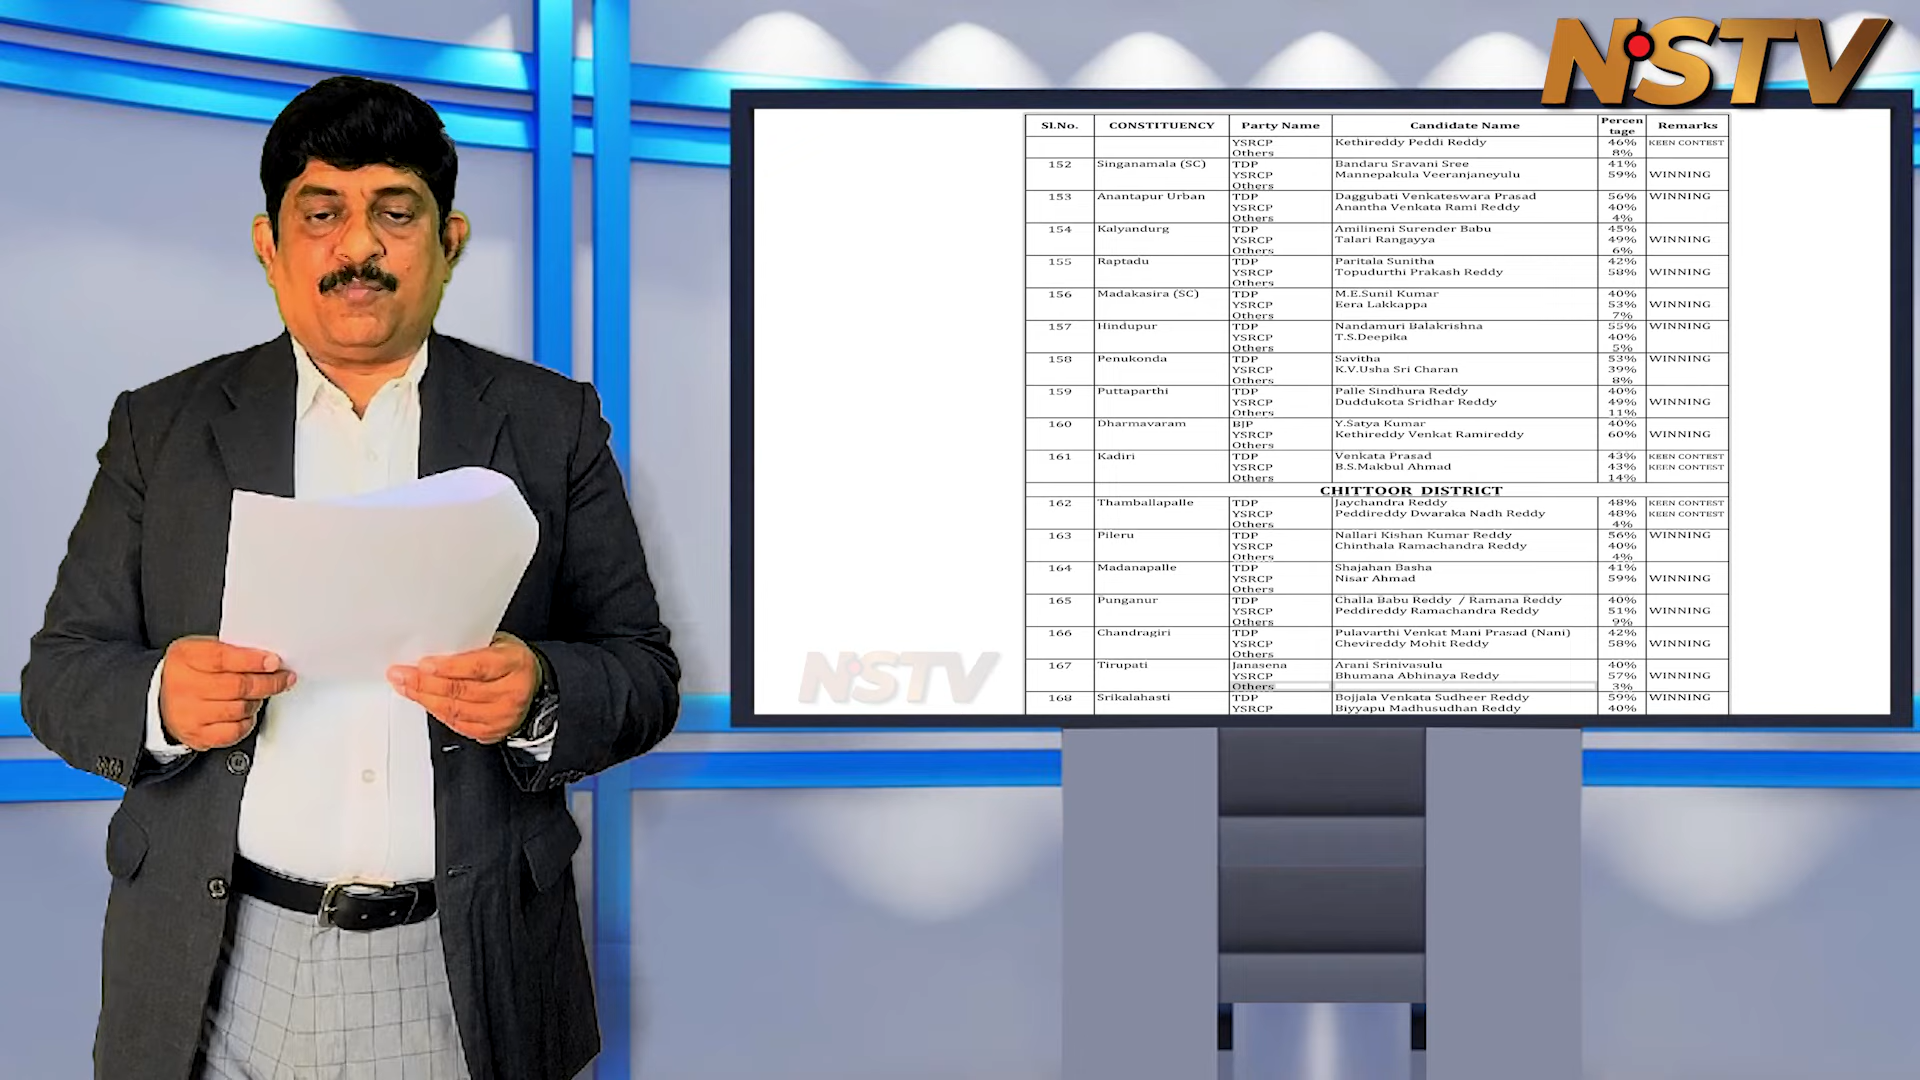 NSTV
Sl.No. CONSTITUENCY Party Name Candidate Name Percentage Remarks
YSRCP Kethireddy Peddi Reddy 46% KEEN CONTEST
Others 8%
152 Singanamala (SC) TDP Bandaru Sravani Sree 41%
YSRCP Mannepakula Veeranjaneyulu 59% WINNING
Others
153 Anantapur Urban TDP Daggubati Venkateswara Prasad 56% WINNING
YSRCP Anantha Venkata Rami Reddy 40%
Others 4%
154 Kalyandurg TDP Amilineni Surender Babu 45%
YSRCP Talari Rangayya 49% WINNING
Others 6%
155 Raptadu TDP Paritala Sunitha 42%
YSRCP Topudurthi Prakash Reddy 58% WINNING
Others
156 Madakasira (SC) TDP M.E.Sunil Kumar 40%
YSRCP Eera Lakkappa 53% WINNING
Others 7%
157 Hindupur TDP Nandamuri Balakrishna 55% WINNING
YSRCP T.S.Deepika 40%
Others 5%
158 Penukonda TDP Savitha 53% WINNING
YSRCP K.V.Usha Sri Charan 39%
Others 8%
159 Puttaparthi TDP Palle Sindhura Reddy 40%
YSRCP Duddukota Sridhar Reddy 49% WINNING
Others 11%
160 Dharmavaram BJP Y.Satya Kumar 40%
YSRCP Kethireddy Venkat Ramireddy 60% WINNING
Others
161 Kadiri TDP Venkata Prasad 43% KEEN CONTEST
YSRCP B.S.Makbul Ahmad 43% KEEN CONTEST
Others 14%
CHITTOOR DISTRICT
162 Thamballapalle TDP Jaychandra Reddy 48% KEEN CONTEST
YSRCP Peddireddy Dwaraka Nadh Reddy 48% KEEN CONTEST
Others 4%
163 Pileru TDP Nallari Kishan Kumar Reddy 56% WINNING
YSRCP Chinthala Ramachandra Reddy 40%
Others 4%
164 Madanapalle TDP Shajahan Basha 41%
YSRCP Nisar Ahmad 59% WINNING
Others
165 Punganur TDP Challa Babu Reddy / Ramana Reddy 40%
YSRCP Peddireddy Ramachandra Reddy 51% WINNING
Others 9%
166 Chandragiri TDP Pulavarthi Venkat Mani Prasad (Nani) 42%
YSRCP Chevireddy Mohit Reddy 58% WINNING
Others
167 Tirupati Janasena Arani Srinivasulu 40%
YSRCP Bhumana Abhinaya Reddy 57% WINNING
Others 3%
168 Srikalahasti TDP Bojjala Venkata Sudheer Reddy 59% WINNING
YSRCP Biyyapu Madhusudhan Reddy 40%
NSTV